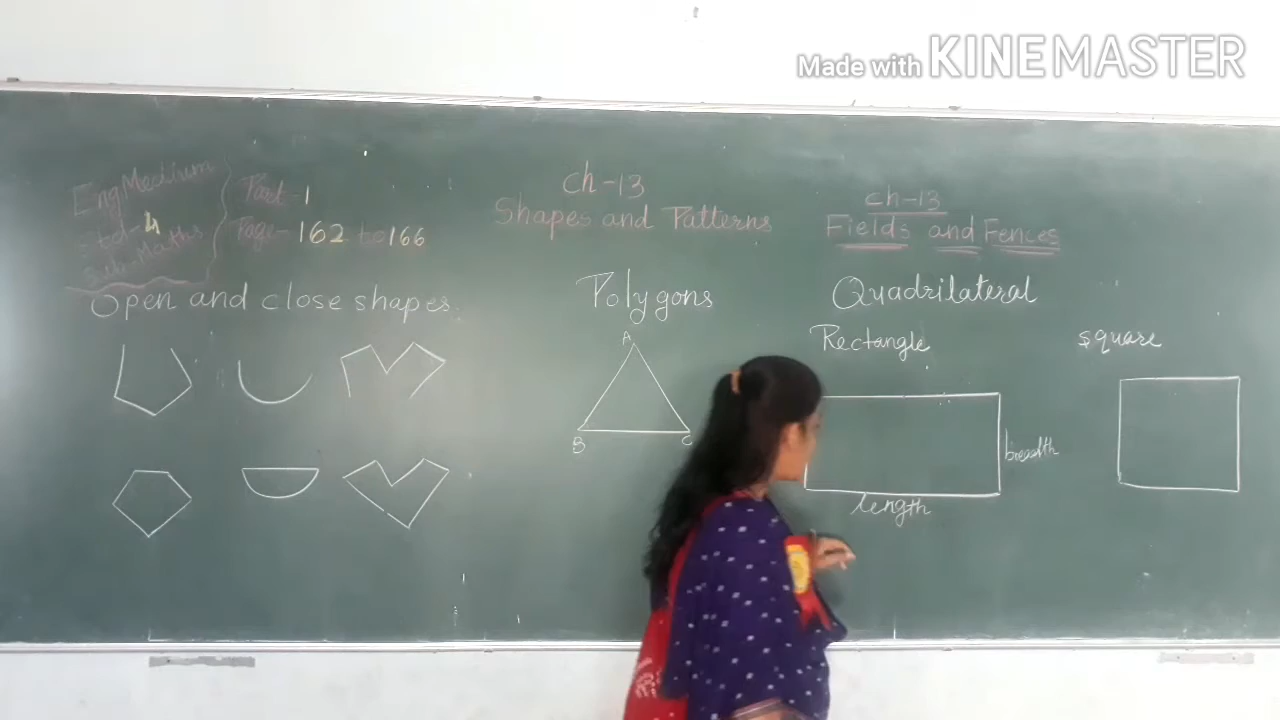 Made with KINEMASTER
Eng Medium
Std-4
Sub-Maths
Part-1
Page-162 to 166
Ch-13
Shapes and Patterns
Ch-13
Fields and Fences
Open and close shapes
Polygons
Quadrilateral
Rectangle
Square
A
B
C
breadth
length